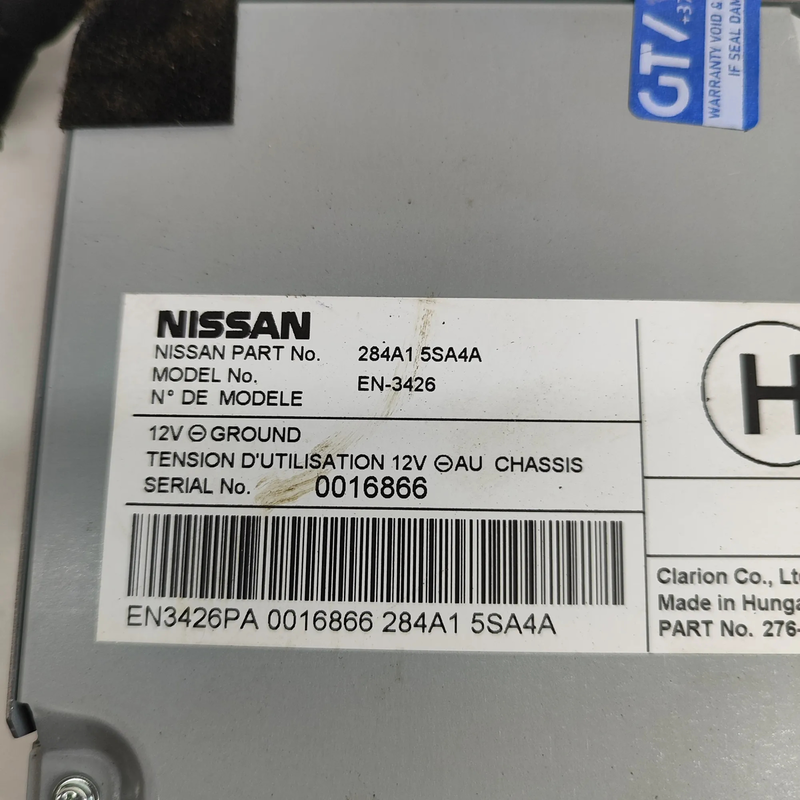 GT/
WARRANTY VOID &
IF SEAL DAM
NISSAN
NISSAN PART No. 284A1 5SA4A
MODEL No. EN-3426
N° DE MODELE
H
12V ⊖ GROUND
TENSION D'UTILISATION 12V ⊖ AU CHASSIS
SERIAL No. 0016866
EN3426PA 0016866 284A1 5SA4A
Clarion Co., Lt
Made in Hunga
PART No. 276-